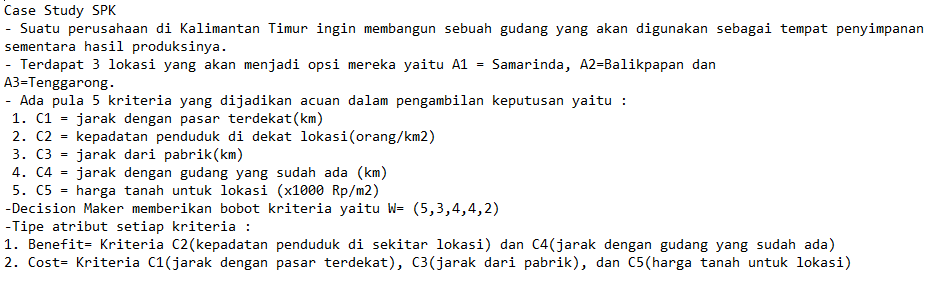 Case Study SPK
- Suatu perusahaan di Kalimantan Timur ingin membangun sebuah gudang yang akan digunakan sebagai tempat penyimpanan
sementara hasil produksinya.
- Terdapat 3 lokasi yang akan menjadi opsi mereka yaitu A1 = Samarinda, A2=Balikpapan dan
A3=Tenggarong.
- Ada pula 5 kriteria yang dijadikan acuan dalam pengambilan keputusan yaitu :
1. C1 = jarak dengan pasar terdekat(km)
2. C2 = kepadatan penduduk di dekat lokasi(orang/km2)
3. C3 = jarak dari pabrik(km)
4. C4 = jarak dengan gudang yang sudah ada (km)
5. C5 = harga tanah untuk lokasi (x1000 Rp/m2)
-Decision Maker memberikan bobot kriteria yaitu W= (5,3,4,4,2)
-Tipe atribut setiap kriteria :
1. Benefit= Kriteria C2(kepadatan penduduk di sekitar lokasi) dan C4(jarak dengan gudang yang sudah ada)
2. Cost= Kriteria C1(jarak dengan pasar terdekat), C3(jarak dari pabrik), dan C5(harga tanah untuk lokasi)